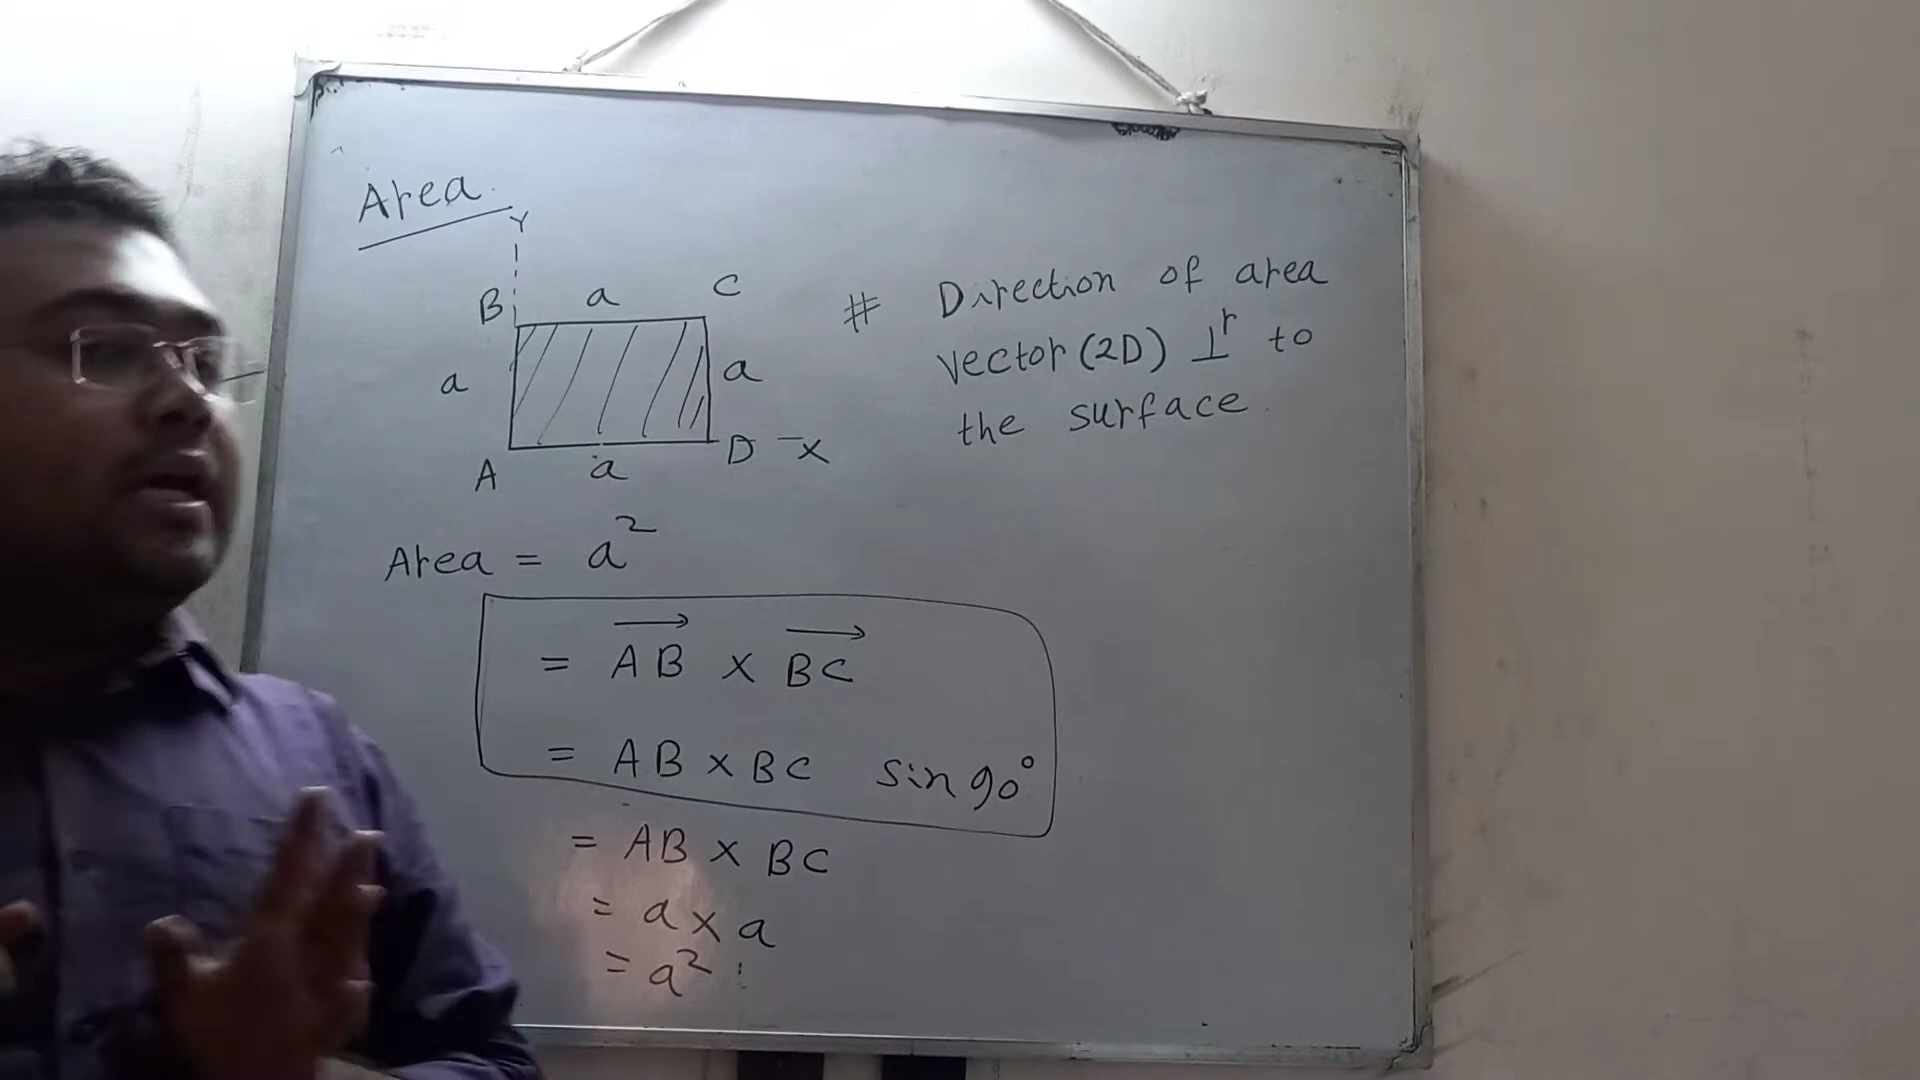 Area.
Y
B a C
a a
A a D - X
# Direction of area
vector (2D) ⊥r to
the surface.
Area = a²
= AB × BC
= AB × BC sin 90°
= AB × BC
= a × a
= a²